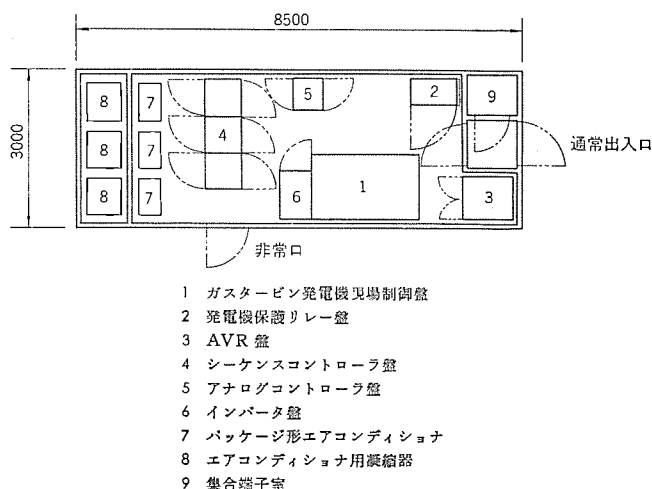 8500
3000
8 7 5 2 9
4
8 7
通常出入口
1
6 3
8 7
非常口
1 ガスタービン発電機現場制御盤
2 発電機保護リレー盤
3 AVR 盤
4 シーケンスコントローラ盤
5 アナログコントローラ盤
6 インバータ盤
7 パッケージ形エアコンディショナ
8 エアコンディショナ用凝縮器
9 集合端子室